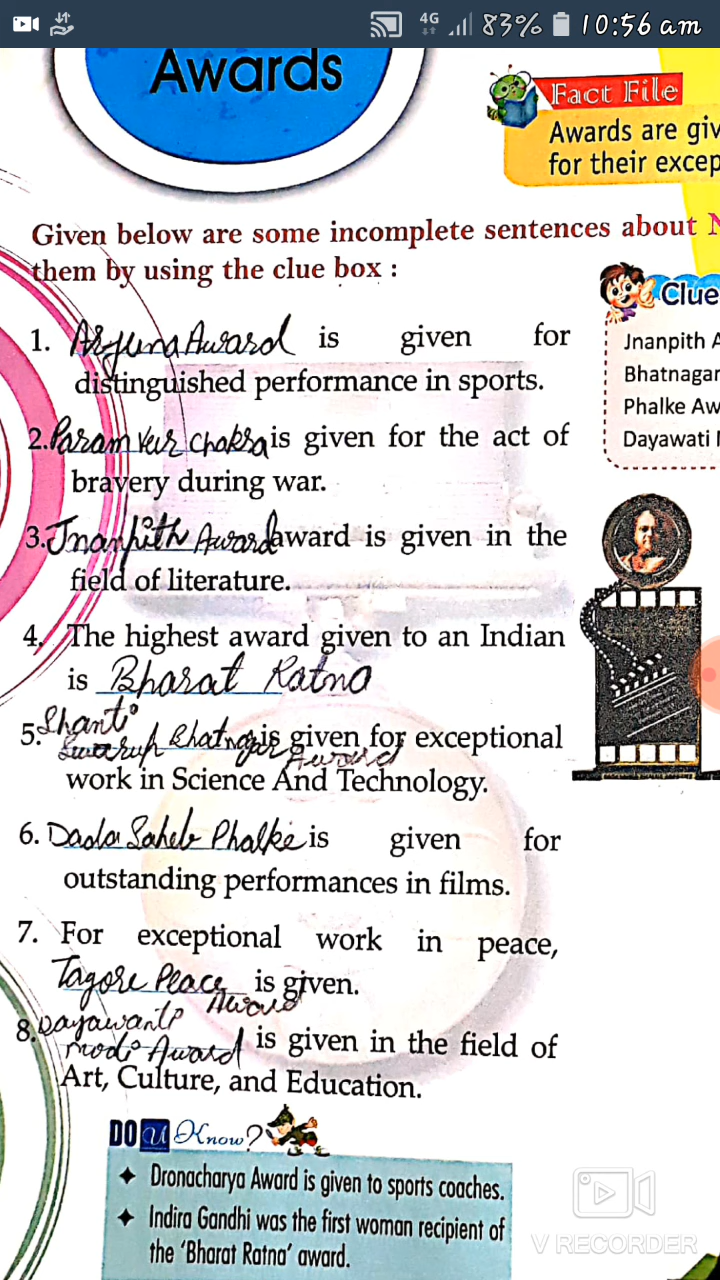 4G 83% 10:56 am
Awards
Fact File
Awards are giv
for their excep
Given below are some incomplete sentences about N
them by using the clue box :
Clue
Jnanpith A
Bhatnagar
Phalke Aw
Dayawati M
1. Arjuna Award is given for
distinguished performance in sports.
2. Param Veer Chakra is given for the act of
bravery during war.
3. Jnanpith Award award is given in the
field of literature.
4. The highest award given to an Indian
is Bharat Ratna
5. Shanti
Swarup Bhatnagar is given for exceptional
Award
work in Science And Technology.
6. Dada Saheb Phalke is given for
outstanding performances in films.
7. For exceptional work in peace,
Tagore Peace is given.
Award
8. Dayawanti
modi Award is given in the field of
Art, Culture, and Education.
DO U Know?
Dronacharya Award is given to sports coaches.
Indira Gandhi was the first woman recipient of
the 'Bharat Ratna' award.
V RECORDER